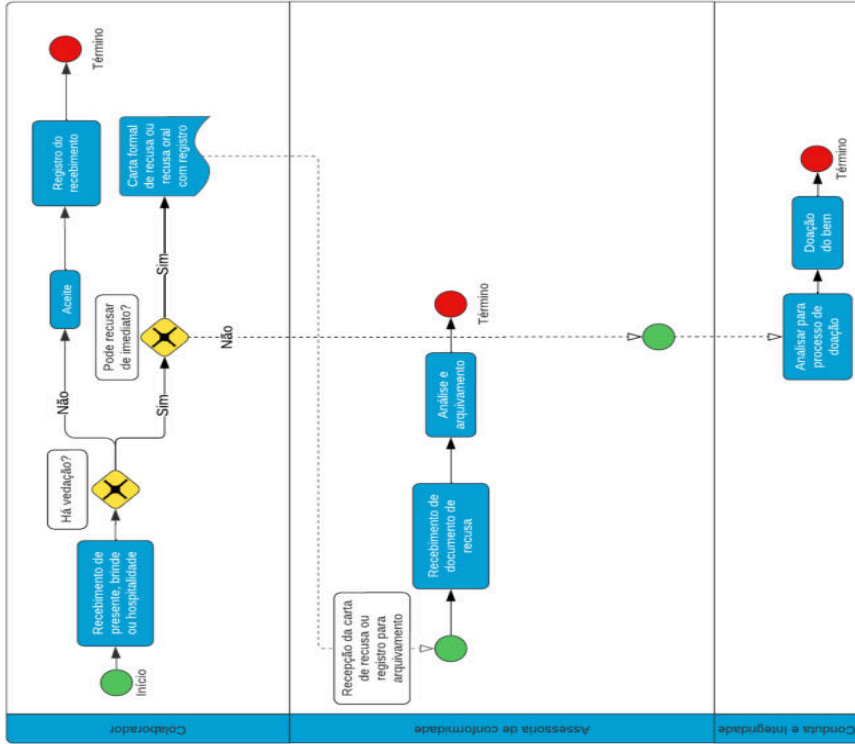 Colaborador
Início
Recebimento de
presente, brinde
ou hospitalidade
Há vedação?
Não
Sim
Aceite
Registro do
recebimento
Término
Pode recusar
de imediato?
Sim
Não
Carta formal
de recusa ou
recusa oral
com registro
Assessoria de conformidade
Recepção da carta
de recusa ou
registro para
arquivamento
Recebimento de
documento de
recusa
Análise e
arquivamento
Término
Conduta e Integridade
Analisar para
processo de
doação
Doação
do bem
Término